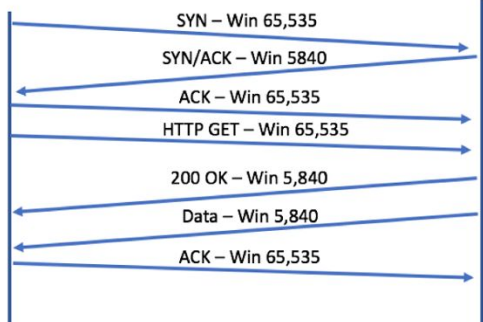 SYN – Win 65,535
SYN/ACK – Win 5840
ACK – Win 65,535
HTTP GET – Win 65,535
200 OK – Win 5,840
Data – Win 5,840
ACK – Win 65,535